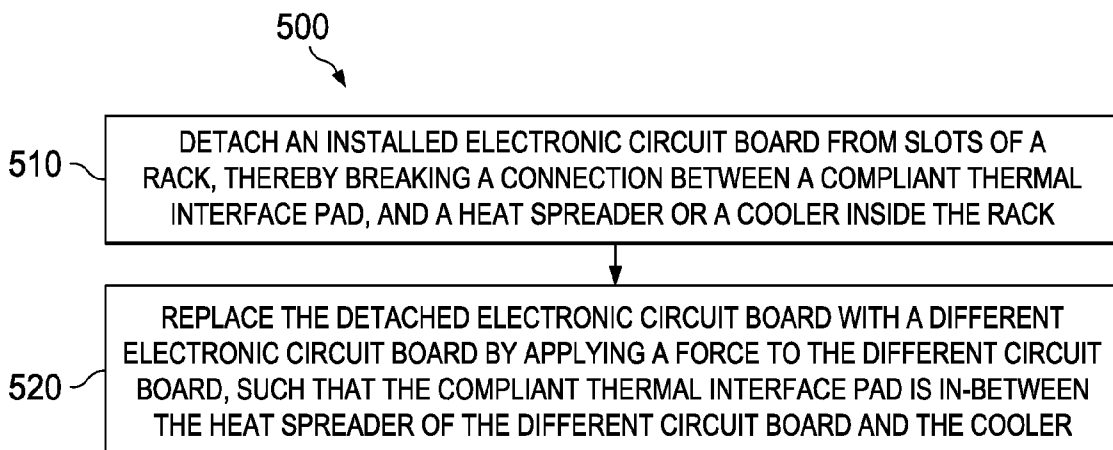 500
510
DETACH AN INSTALLED ELECTRONIC CIRCUIT BOARD FROM SLOTS OF A
RACK, THEREBY BREAKING A CONNECTION BETWEEN A COMPLIANT THERMAL
INTERFACE PAD, AND A HEAT SPREADER OR A COOLER INSIDE THE RACK
520
REPLACE THE DETACHED ELECTRONIC CIRCUIT BOARD WITH A DIFFERENT
ELECTRONIC CIRCUIT BOARD BY APPLYING A FORCE TO THE DIFFERENT CIRCUIT
BOARD, SUCH THAT THE COMPLIANT THERMAL INTERFACE PAD IS IN-BETWEEN
THE HEAT SPREADER OF THE DIFFERENT CIRCUIT BOARD AND THE COOLER